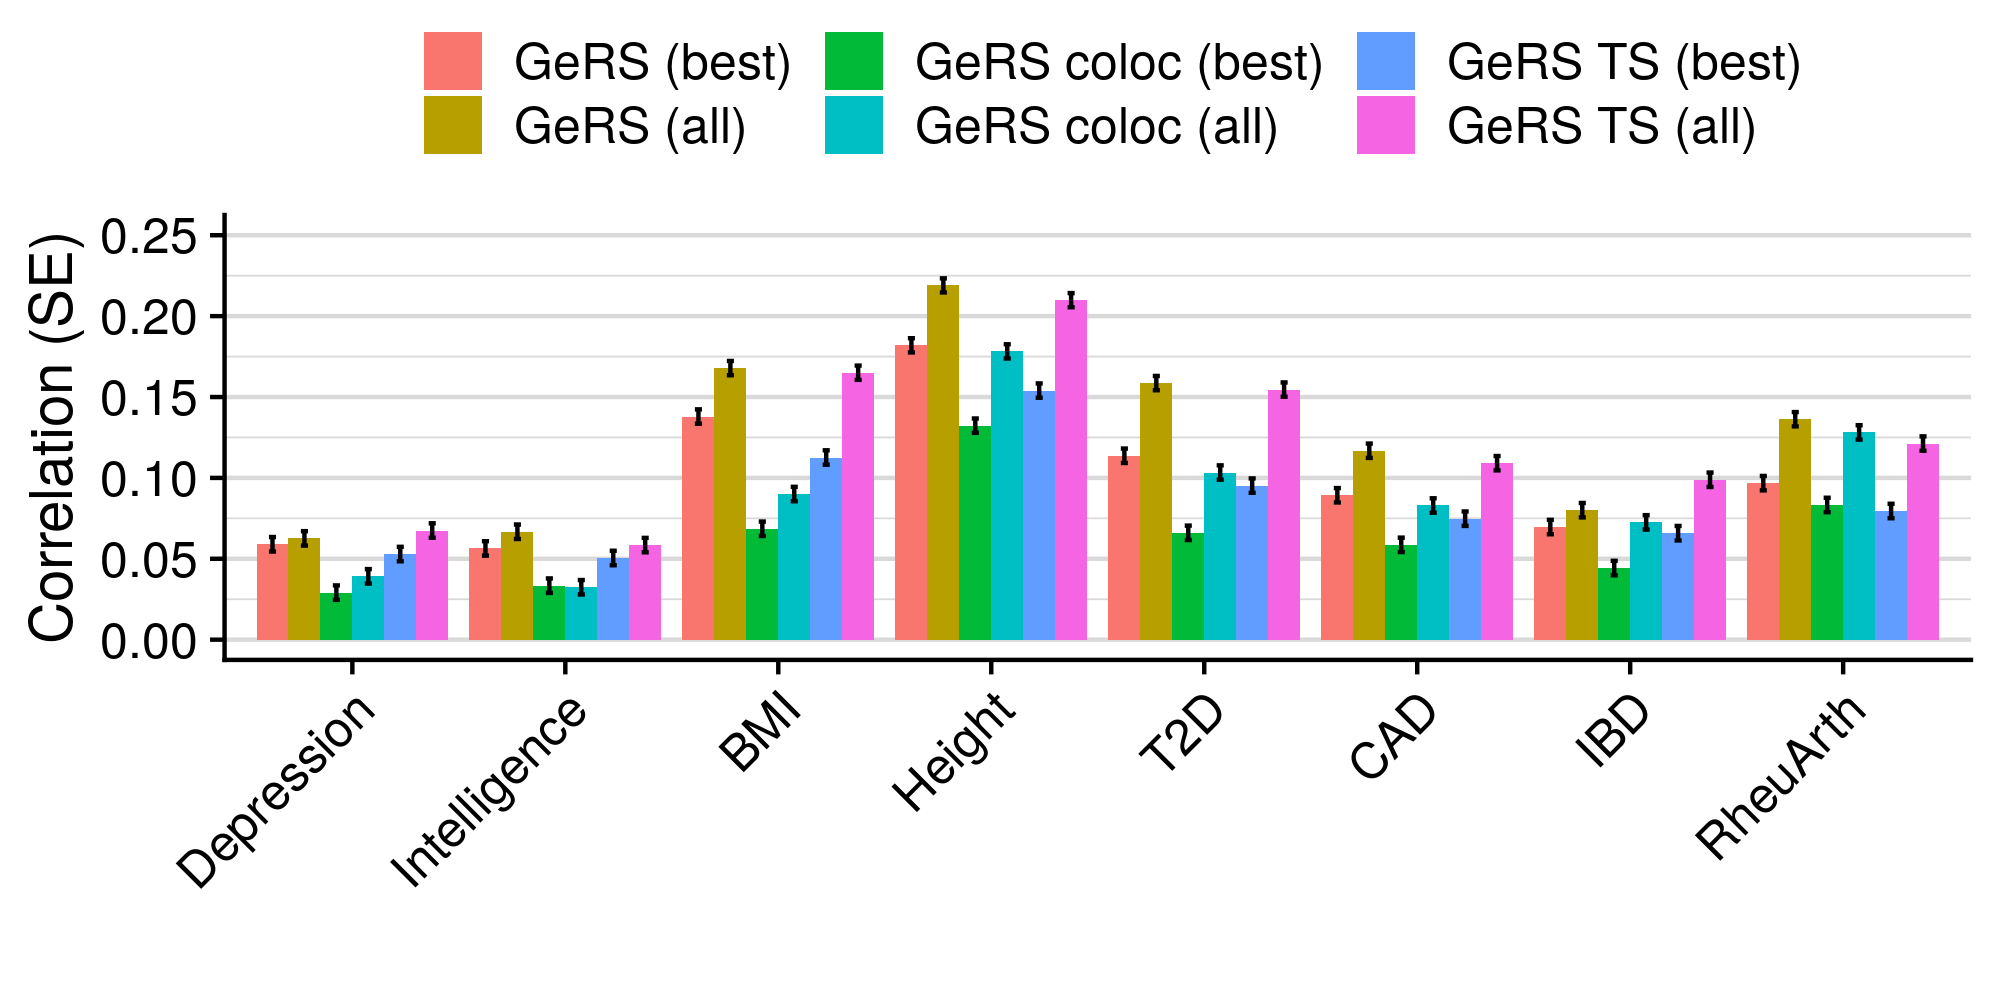 GeRS (best) GeRS coloc (best) GeRS TS (best)
GeRS (all) GeRS coloc (all) GeRS TS (all)
Correlation (SE)
0.25
0.20
0.15
0.10
0.05
0.00
Depression Intelligence BMI Height T2D CAD IBD RheuArth